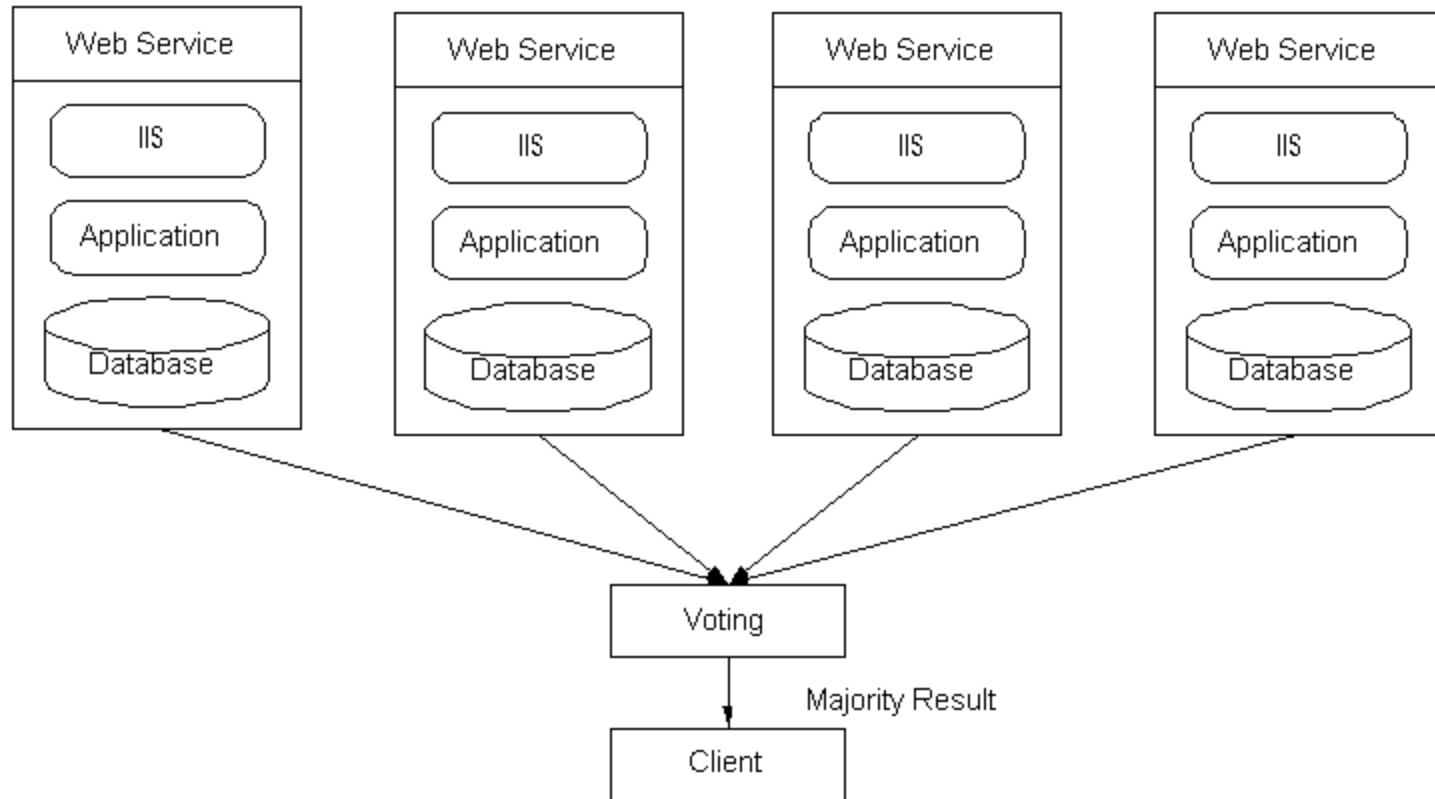 Web Service
Web Service
Web Service
Web Service
IIS
IIS
IIS
IIS
Application
Application
Application
Application
Database
Database
Database
Database
Voting
Majority Result
Client